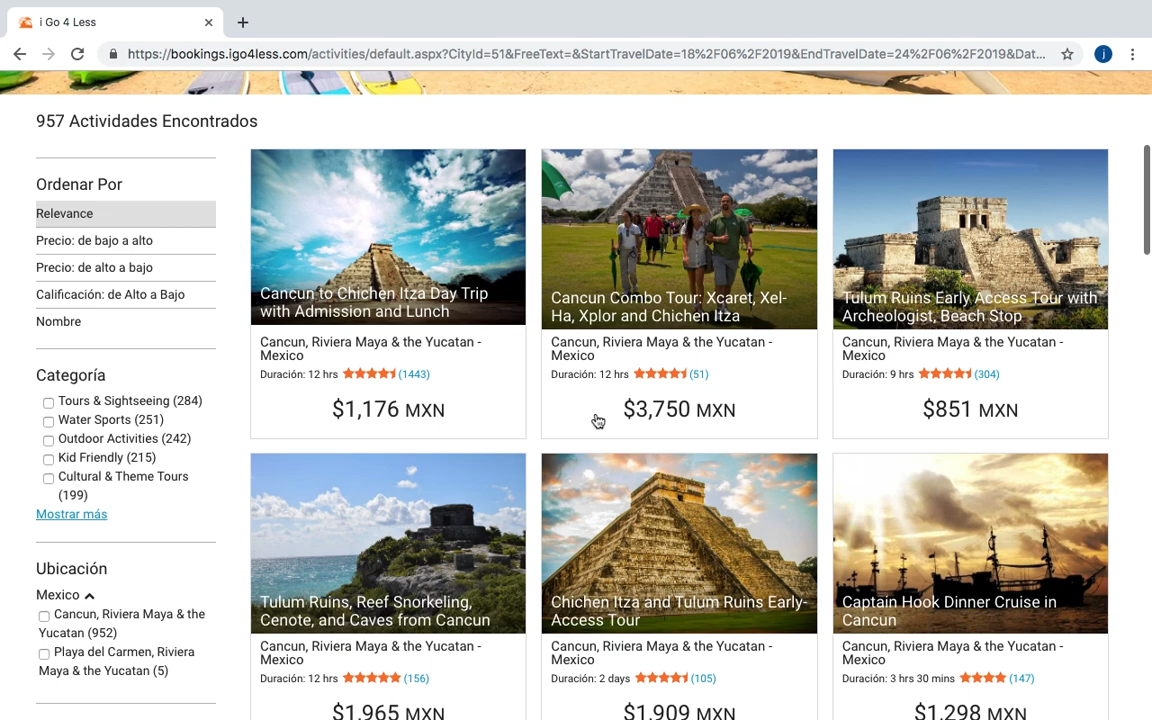 i Go 4 Less
https://bookings.igo4less.com/activities/default.aspx?CityId=51&FreeText=&StartTravelDate=18%2F06%2F2019&EndTravelDate=24%2F06%2F2019&Dat...
j
957 Actividades Encontrados
Ordenar Por
Relevance
Precio: de bajo a alto
Precio: de alto a bajo
Calificación: de Alto a Bajo
Nombre
Categoría
Tours & Sightseeing (284)
Water Sports (251)
Outdoor Activities (242)
Kid Friendly (215)
Cultural & Theme Tours
(199)
Mostrar más
Ubicación
Mexico
Cancun, Riviera Maya & the
Yucatan (952)
Playa del Carmen, Riviera
Maya & the Yucatan (5)
Cancun to Chichen Itza Day Trip
with Admission and Lunch
Cancun, Riviera Maya & the Yucatan -
Mexico
Duración: 12 hrs (1443)
$1,176 MXN
Cancun Combo Tour: Xcaret, Xel-
Ha, Xplor and Chichen Itza
Cancun, Riviera Maya & the Yucatan -
Mexico
Duración: 12 hrs (51)
$3,750 MXN
Tulum Ruins Early Access Tour with
Archeologist, Beach Stop
Cancun, Riviera Maya & the Yucatan -
Mexico
Duración: 9 hrs (304)
$851 MXN
Tulum Ruins, Reef Snorkeling,
Cenote, and Caves from Cancun
Cancun, Riviera Maya & the Yucatan -
Mexico
Duración: 12 hrs (156)
$1,965 MXN
Chichen Itza and Tulum Ruins Early-
Access Tour
Cancun, Riviera Maya & the Yucatan -
Mexico
Duración: 2 days (105)
$1,909 MXN
Captain Hook Dinner Cruise in
Cancun
Cancun, Riviera Maya & the Yucatan -
Mexico
Duración: 3 hrs 30 mins (147)
$1,298 MXN